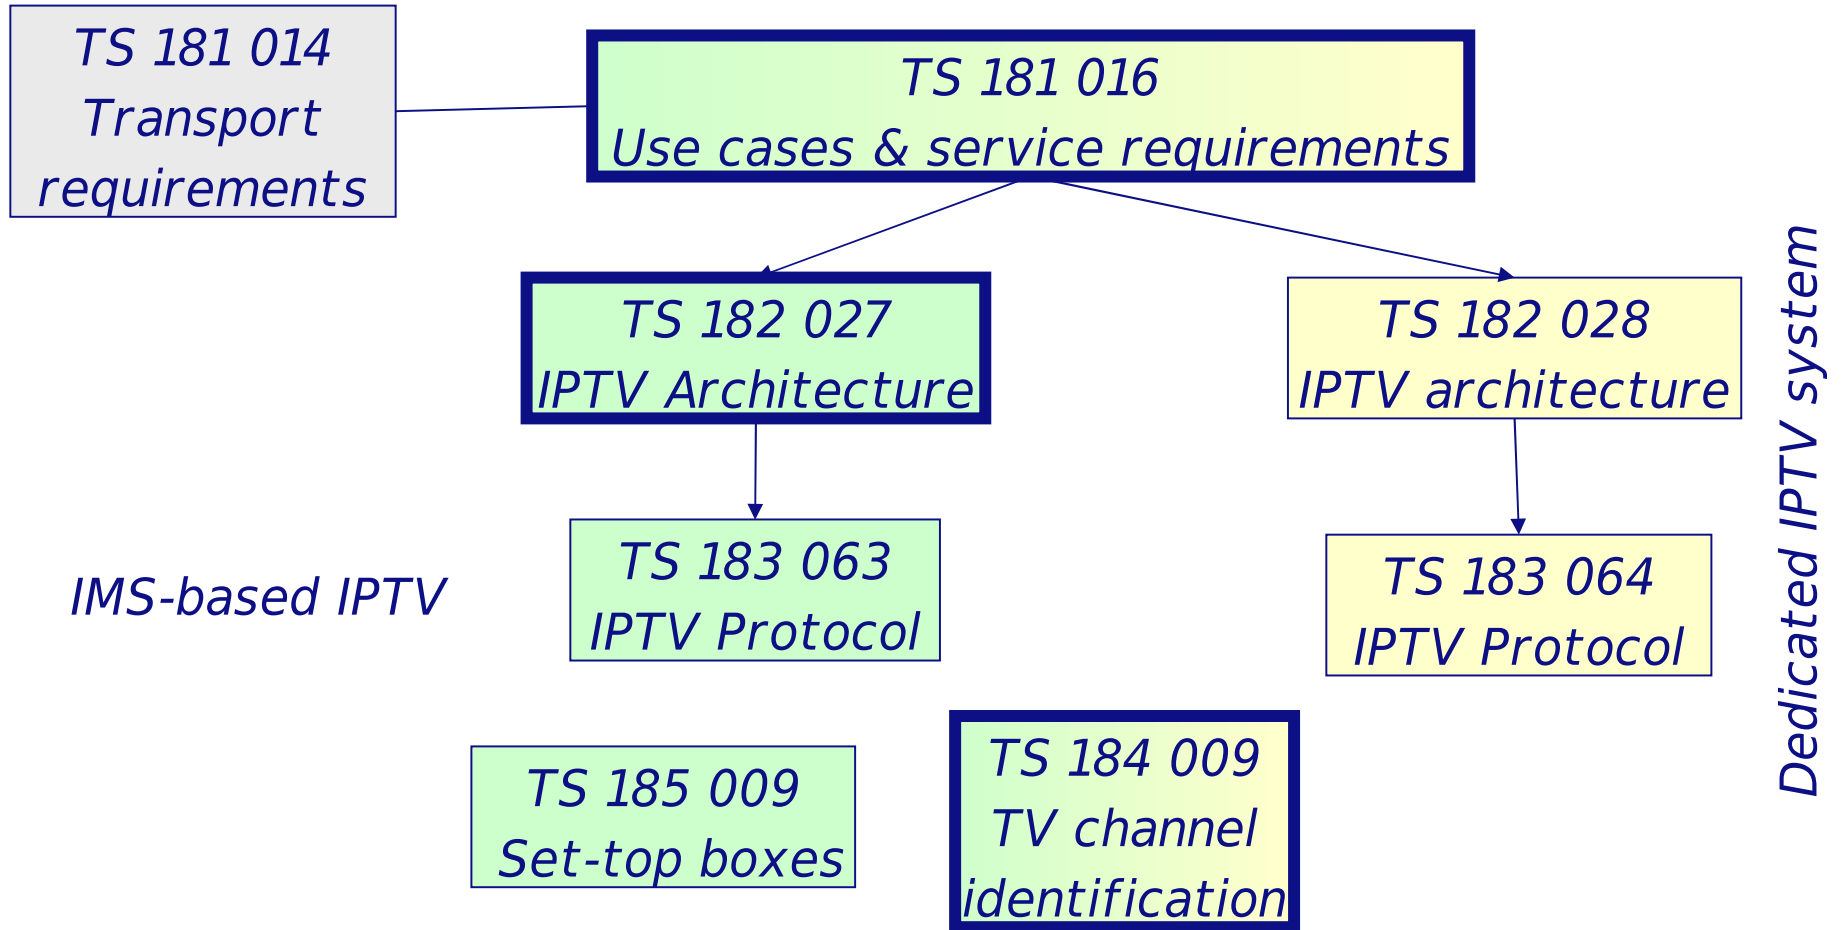 TS 181 014
Transport
requirements
TS 181 016
Use cases & service requirements
TS 182 027
IPTV Architecture
TS 182 028
IPTV architecture
Dedicated IPTV system
IMS-based IPTV
TS 183 063
IPTV Protocol
TS 183 064
IPTV Protocol
TS 185 009
Set-top boxes
TS 184 009
TV channel
identification